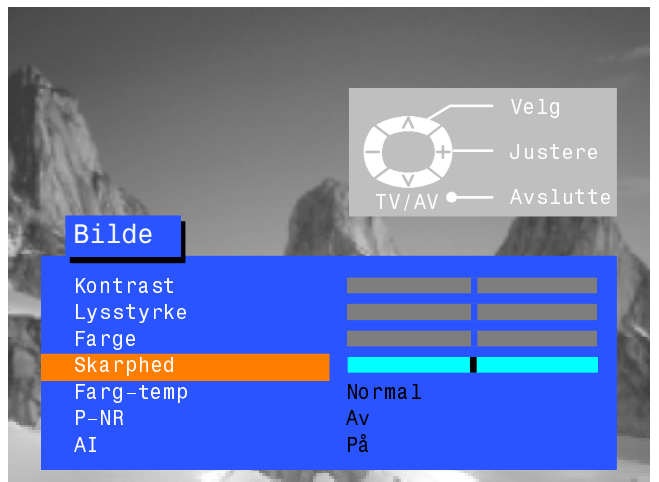 Velg
Justere
TV/AV Avslutte
Bilde
Kontrast
Lysstyrke
Farge
Skarphed
Farg-temp Normal
P-NR Av
AI På